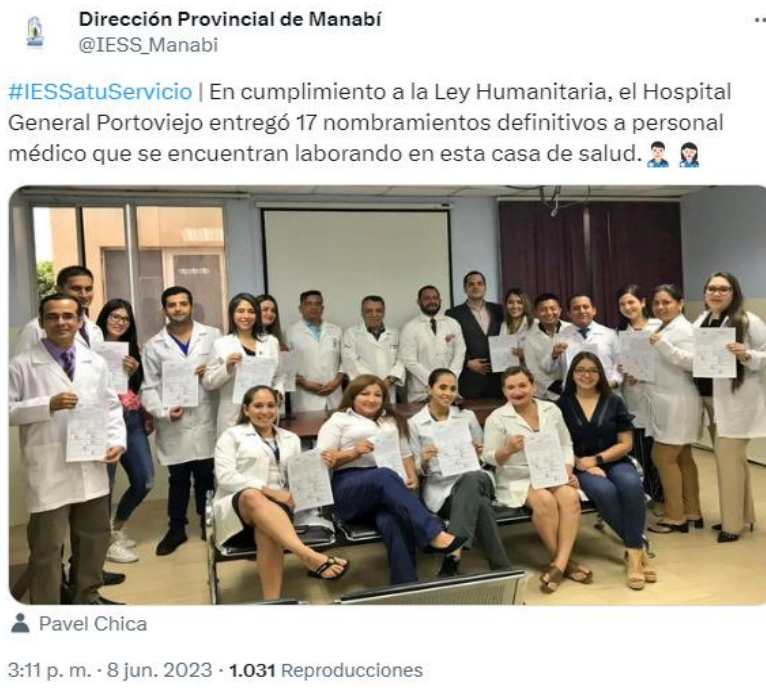 Dirección Provincial de Manabí
@IESS_Manabi
#IESSatuServicio | En cumplimiento a la Ley Humanitaria, el Hospital
General Portoviejo entregó 17 nombramientos definitivos a personal
médico que se encuentran laborando en esta casa de salud.
Pavel Chica
3:11 p. m. · 8 jun. 2023 · 1.031 Reproducciones